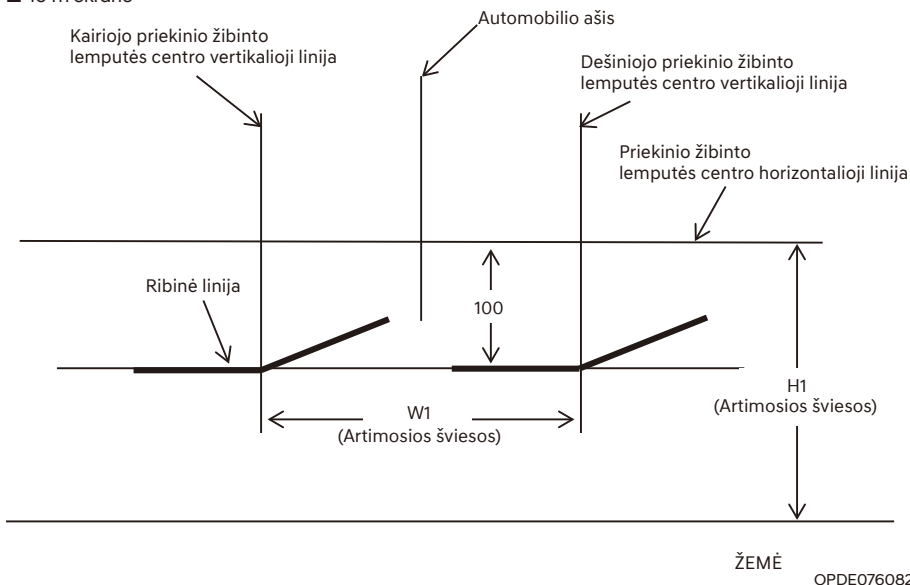 Automobilio ašis
Kairiojo priekinio žibinto
lemputės centro vertikalioji linija
Dešiniojo priekinio žibinto
lemputės centro vertikalioji linija
Priekinio žibinto
lemputės centro horizontalioji linija
Ribinė linija
100
H1
(Artimosios šviesos)
W1
(Artimosios šviesos)
ŽEMĖ
OPDE076082